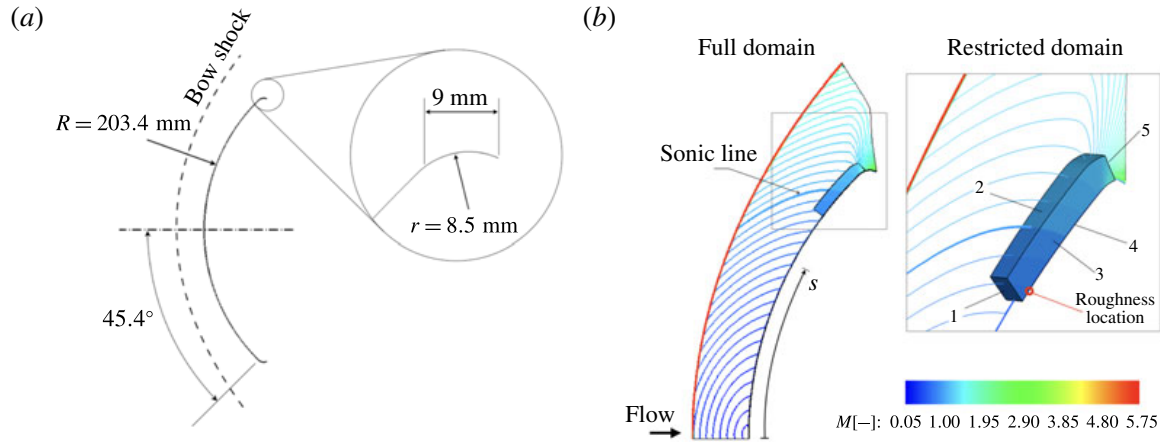 (a)
Bow shock
R = 203.4 mm
9 mm
r = 8.5 mm
45.4°
(b)
Full domain
Restricted domain
Sonic line
s
Flow
5
2
4
3
1
Roughness
location
M[–]: 0.05 1.00 1.95 2.90 3.85 4.80 5.75